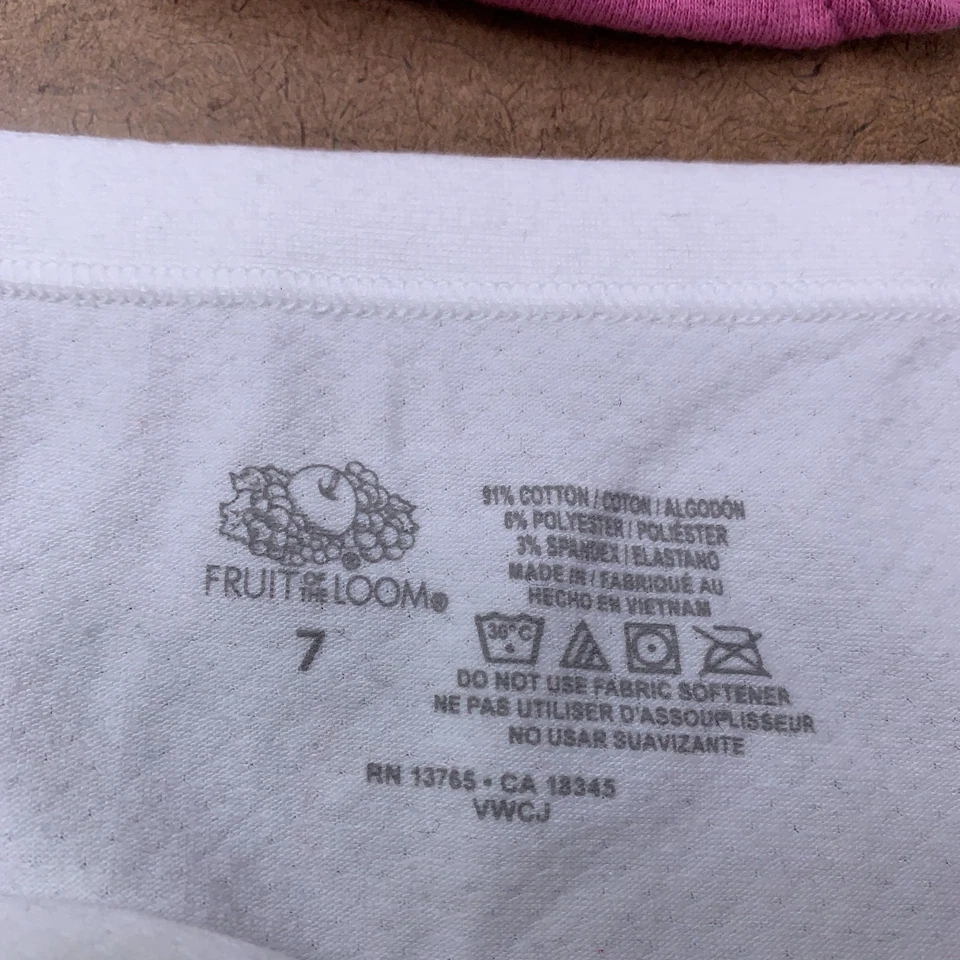 FRUIT OF THE LOOM®
7
91% COTTON / COTON / ALGODÓN
6% POLYESTER / POLIÉSTER
3% SPANDEX / ELASTANO
MADE IN / FABRIQUÉ AU
HECHO EN VIETNAM
30°C
DO NOT USE FABRIC SOFTENER
NE PAS UTILISER D'ASSOUPLISSEUR
NO USAR SUAVIZANTE
RN 13765 • CA 18345
VWCJ